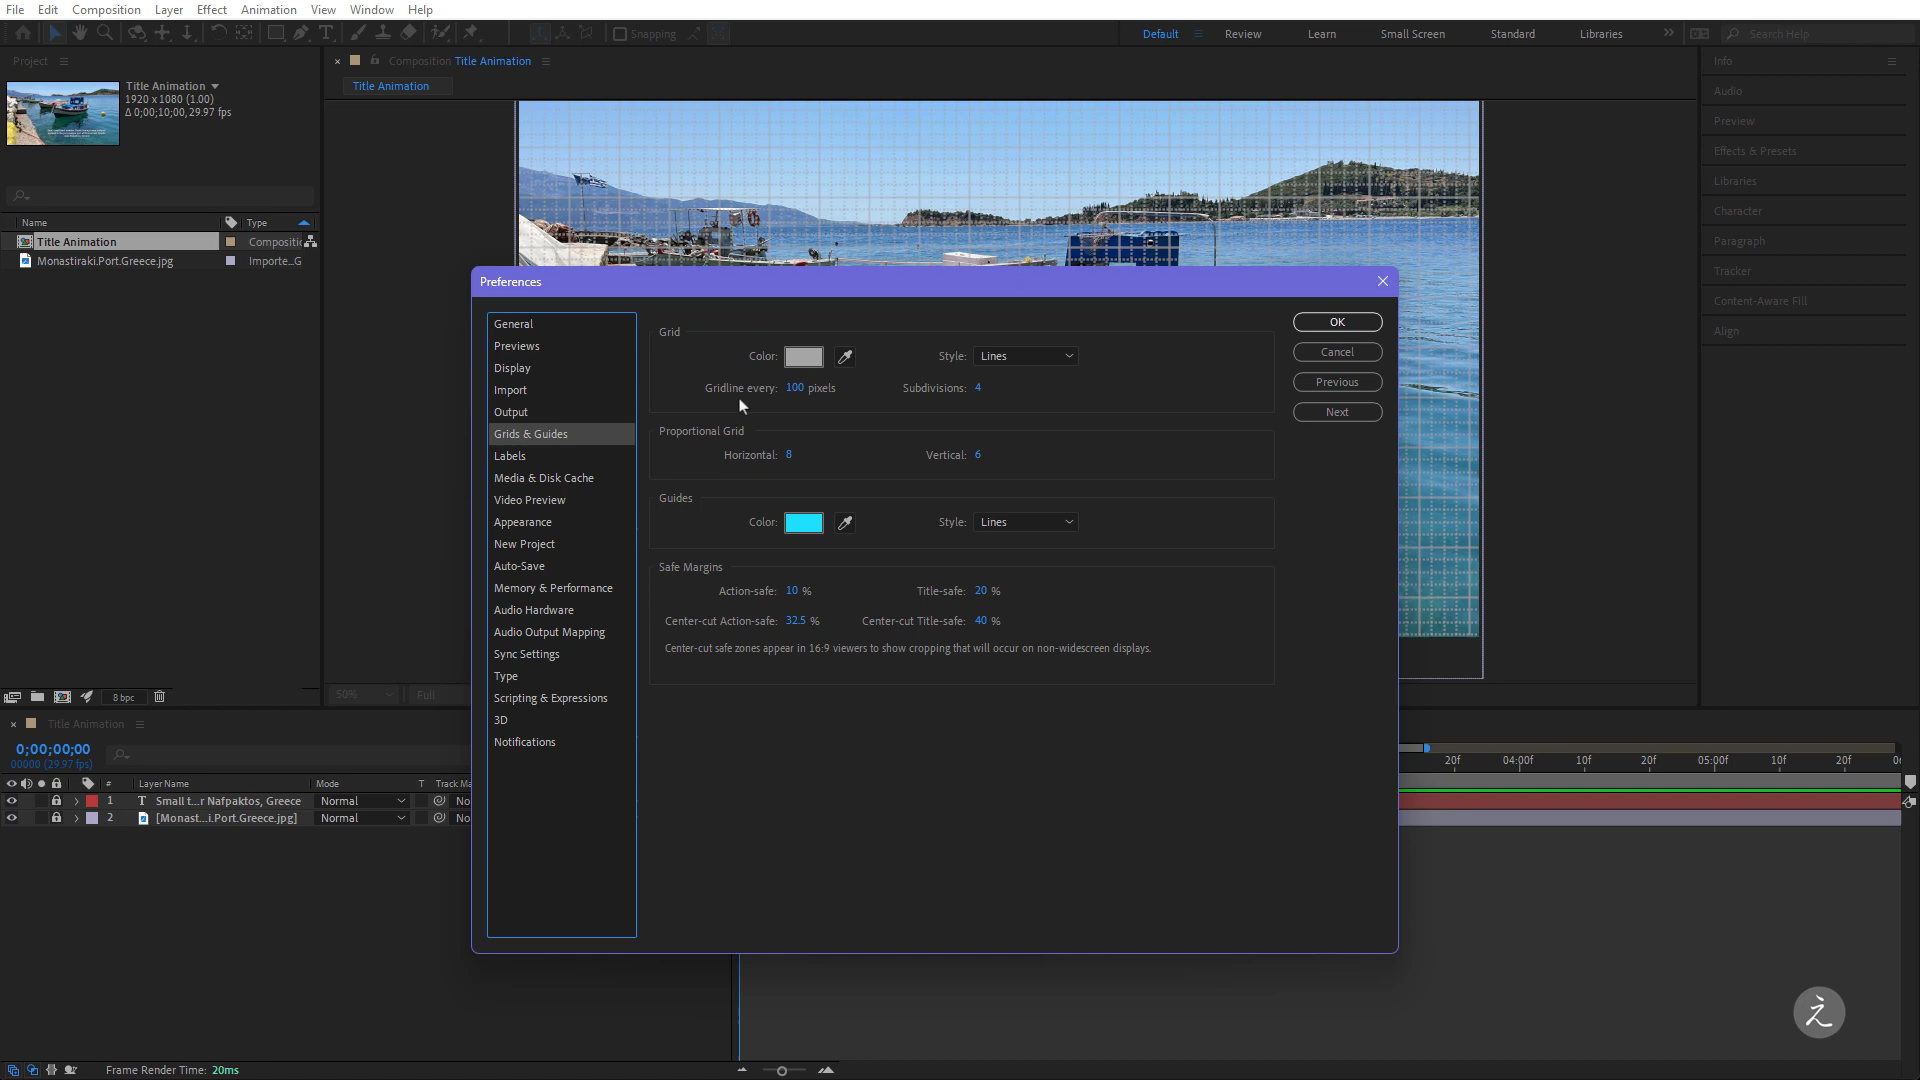 File Edit Composition Layer Effect Animation View Window Help
Snapping Default Review Learn Small Screen Standard Libraries Search Help
Project
Title Animation
1920 x 1080 (1.00)
Δ 0;00;10;00, 29.97 fps
Name Type
Title Animation Compositic
Monastiraki.Port.Greece.jpg Importe...G
8 bpc
Composition Title Animation
Title Animation
50% Full
Info
Audio
Preview
Effects & Presets
Libraries
Character
Paragraph
Tracker
Content-Aware Fill
Align
Preferences
General
Previews
Display
Import
Output
Grids & Guides
Labels
Media & Disk Cache
Video Preview
Appearance
New Project
Auto-Save
Memory & Performance
Audio Hardware
Audio Output Mapping
Sync Settings
Type
Scripting & Expressions
3D
Notifications
Grid
Color: Style: Lines
Gridline every: 100 pixels Subdivisions: 4
Proportional Grid
Horizontal: 8 Vertical: 6
Guides
Color: Style: Lines
Safe Margins
Action-safe: 10 % Title-safe: 20 %
Center-cut Action-safe: 32.5 % Center-cut Title-safe: 40 %
Center-cut safe zones appear in 16:9 viewers to show cropping that will occur on non-widescreen displays.
OK
Cancel
Previous
Next
Title Animation
0;00;00;00
00000 (29.97 fps)
# Layer Name Mode T Track Ma
1 T Small t...r Nafpaktos, Greece Normal No
2 [Monast...i.Port.Greece.jpg] Normal No
20f 04:00f 10f 20f 05:00f 10f 20f 0
Frame Render Time: 20ms
之